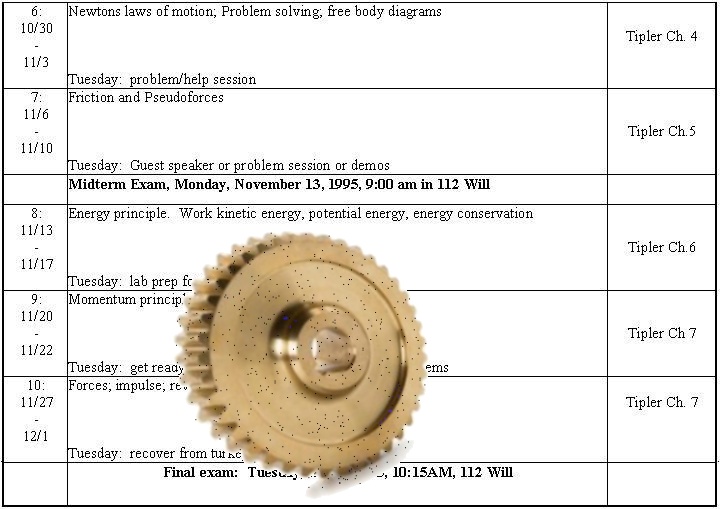 6:
10/30
-
11/3
Newtons laws of motion; Problem solving; free body diagrams
Tuesday: problem/help session
Tipler Ch. 4
7:
11/6
-
11/10
Friction and Pseudoforces
Tuesday: Guest speaker or problem session or demos
Tipler Ch.5
Midterm Exam, Monday, November 13, 1995, 9:00 am in 112 Will
8:
11/13
-
11/17
Energy principle. Work kinetic energy, potential energy, energy conservation
Tuesday: lab prep
Tipler Ch.6
9:
11/20
-
11/22
Momentum
Tuesday: get
Tipler Ch 7
10:
11/27
-
12/1
Forces; impulse;
Tuesday: recover from
Tipler Ch. 7
Final exam: 10:15AM, 112 Will